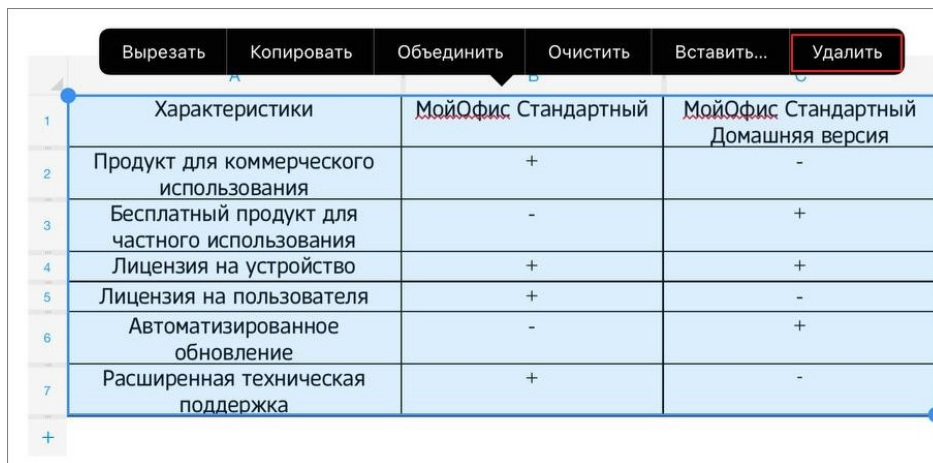 Вырезать Копировать Объединить Очистить Вставить... Удалить
A B C
1 Характеристики МойОфис Стандартный МойОфис Стандартный
Домашняя версия
2 Продукт для коммерческого + -
использования
3 Бесплатный продукт для - +
частного использования
4 Лицензия на устройство + +
5 Лицензия на пользователя + -
6 Автоматизированное - +
обновление
7 Расширенная техническая + -
поддержка
+